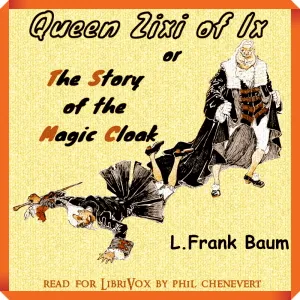 Queen Zixi of Ix
or
The Story
of the
Magic Cloak
L.Frank Baum
READ FOR LIBRIVOX BY PHIL CHENEVERT